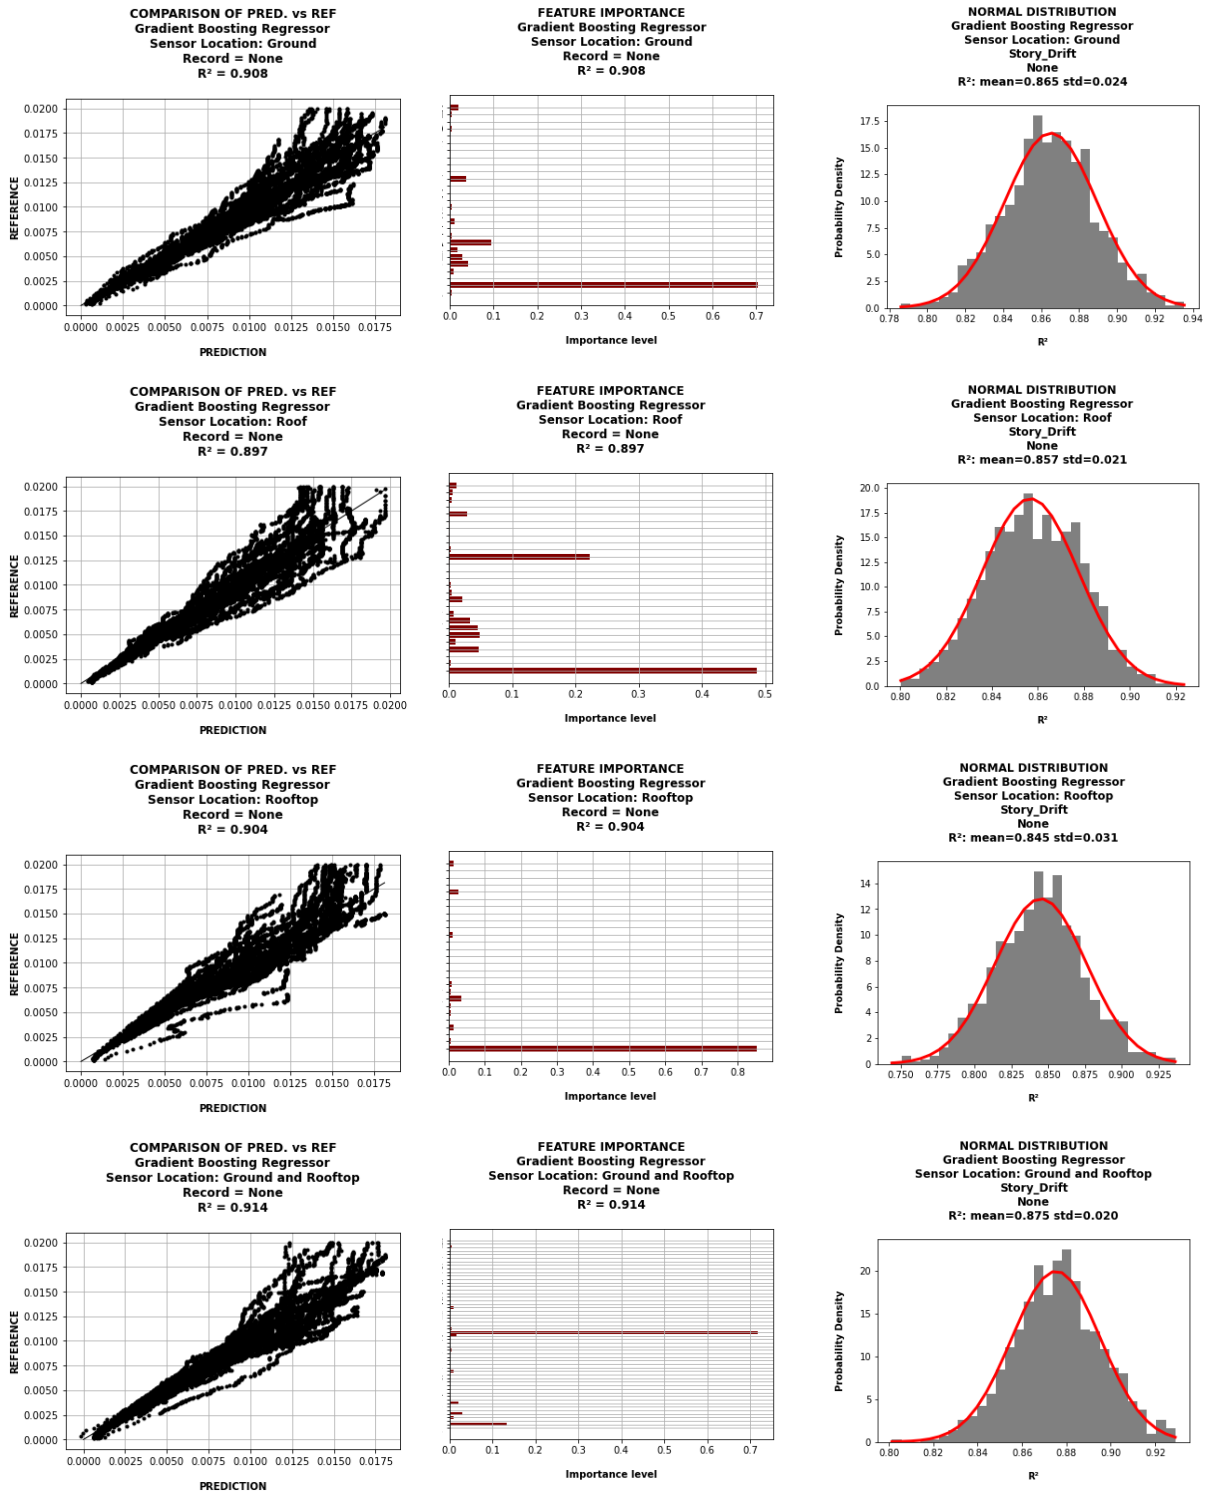 COMPARISON OF PRED. vs REF
Gradient Boosting Regressor
Sensor Location: Ground
Record = None
R² = 0.908
REFERENCE
0.0200
0.0175
0.0150
0.0125
0.0100
0.0075
0.0050
0.0025
0.0000
0.0000 0.0025 0.0050 0.0075 0.0100 0.0125 0.0150 0.0175
PREDICTION
FEATURE IMPORTANCE
Gradient Boosting Regressor
Sensor Location: Ground
Record = None
R² = 0.908
0.0 0.1 0.2 0.3 0.4 0.5 0.6 0.7
Importance level
NORMAL DISTRIBUTION
Gradient Boosting Regressor
Sensor Location: Ground
Story_Drift
None
R²: mean=0.865 std=0.024
Probability Density
17.5
15.0
12.5
10.0
7.5
5.0
2.5
0.0
0.78 0.80 0.82 0.84 0.86 0.88 0.90 0.92 0.94
R²
COMPARISON OF PRED. vs REF
Gradient Boosting Regressor
Sensor Location: Roof
Record = None
R² = 0.897
REFERENCE
0.0200
0.0175
0.0150
0.0125
0.0100
0.0075
0.0050
0.0025
0.0000
0.0000 0.0025 0.0050 0.0075 0.0100 0.0125 0.0150 0.0175 0.0200
PREDICTION
FEATURE IMPORTANCE
Gradient Boosting Regressor
Sensor Location: Roof
Record = None
R² = 0.897
0.0 0.1 0.2 0.3 0.4 0.5
Importance level
NORMAL DISTRIBUTION
Gradient Boosting Regressor
Sensor Location: Roof
Story_Drift
None
R²: mean=0.857 std=0.021
Probability Density
20.0
17.5
15.0
12.5
10.0
7.5
5.0
2.5
0.0
0.80 0.82 0.84 0.86 0.88 0.90 0.92
R²
COMPARISON OF PRED. vs REF
Gradient Boosting Regressor
Sensor Location: Rooftop
Record = None
R² = 0.904
REFERENCE
0.0200
0.0175
0.0150
0.0125
0.0100
0.0075
0.0050
0.0025
0.0000
0.0000 0.0025 0.0050 0.0075 0.0100 0.0125 0.0150 0.0175
PREDICTION
FEATURE IMPORTANCE
Gradient Boosting Regressor
Sensor Location: Rooftop
Record = None
R² = 0.904
0.0 0.1 0.2 0.3 0.4 0.5 0.6 0.7 0.8
Importance level
NORMAL DISTRIBUTION
Gradient Boosting Regressor
Sensor Location: Rooftop
Story_Drift
None
R²: mean=0.845 std=0.031
Probability Density
14
12
10
8
6
4
2
0
0.750 0.775 0.800 0.825 0.850 0.875 0.900 0.925
R²
COMPARISON OF PRED. vs REF
Gradient Boosting Regressor
Sensor Location: Ground and Rooftop
Record = None
R² = 0.914
REFERENCE
0.0200
0.0175
0.0150
0.0125
0.0100
0.0075
0.0050
0.0025
0.0000
0.0000 0.0025 0.0050 0.0075 0.0100 0.0125 0.0150 0.0175
PREDICTION
FEATURE IMPORTANCE
Gradient Boosting Regressor
Sensor Location: Ground and Rooftop
Record = None
R² = 0.914
0.0 0.1 0.2 0.3 0.4 0.5 0.6 0.7
Importance level
NORMAL DISTRIBUTION
Gradient Boosting Regressor
Sensor Location: Ground and Rooftop
Story_Drift
None
R²: mean=0.875 std=0.020
Probability Density
20
15
10
5
0
0.80 0.82 0.84 0.86 0.88 0.90 0.92
R²